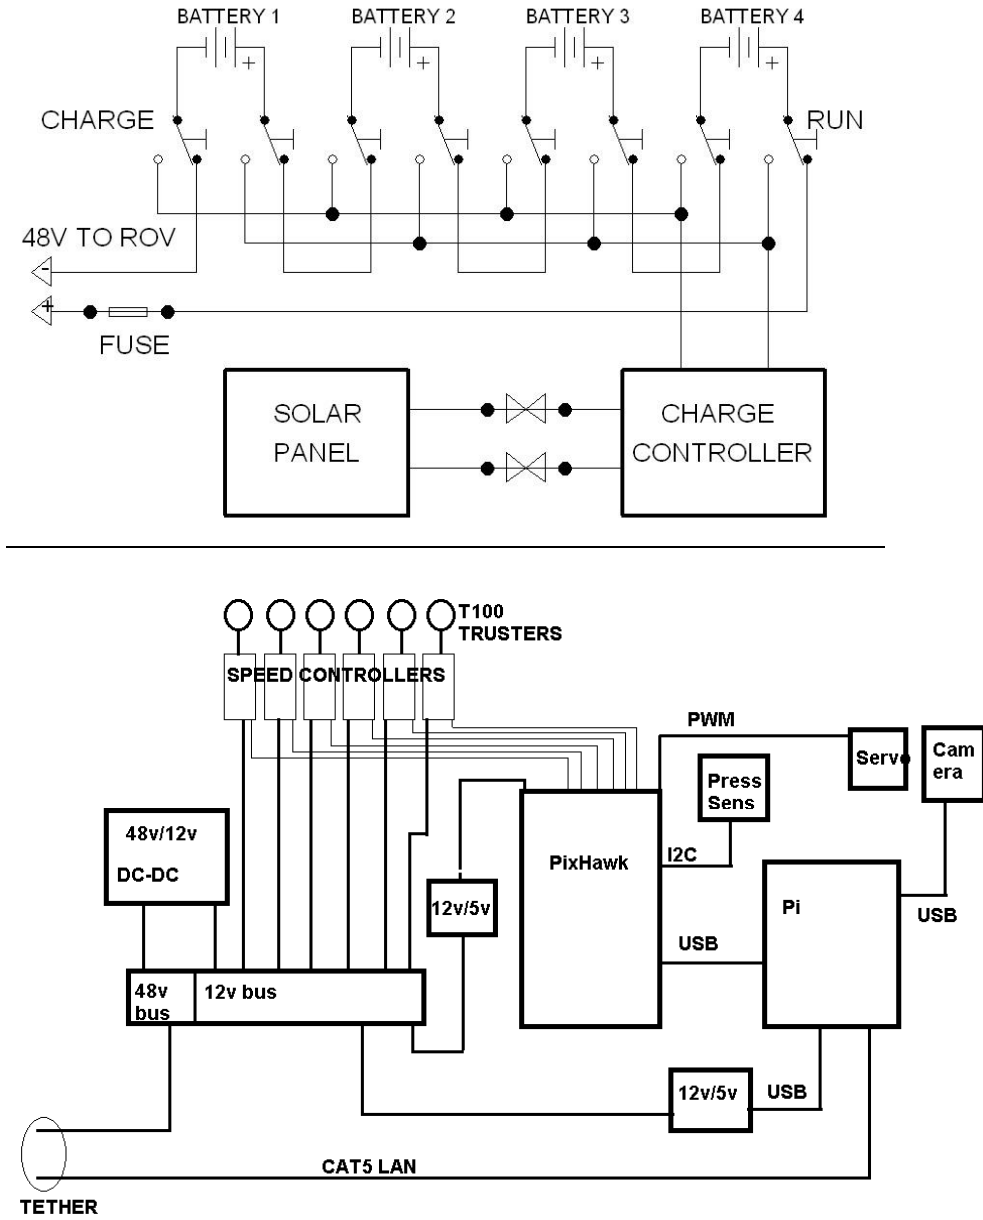 BATTERY 1
BATTERY 2
BATTERY 3
BATTERY 4
+
+
+
+
CHARGE
RUN
48V TO ROV
-
+
FUSE
SOLAR
PANEL
CHARGE
CONTROLLER
T100
TRUSTERS
SPEED CONTROLLERS
PWM
Servo
Cam
era
Press
Sens
48v/12v
DC-DC
PixHawk
I2C
12v/5v
Pi
USB
USB
48v
bus
12v bus
12v/5v
USB
CAT5 LAN
TETHER